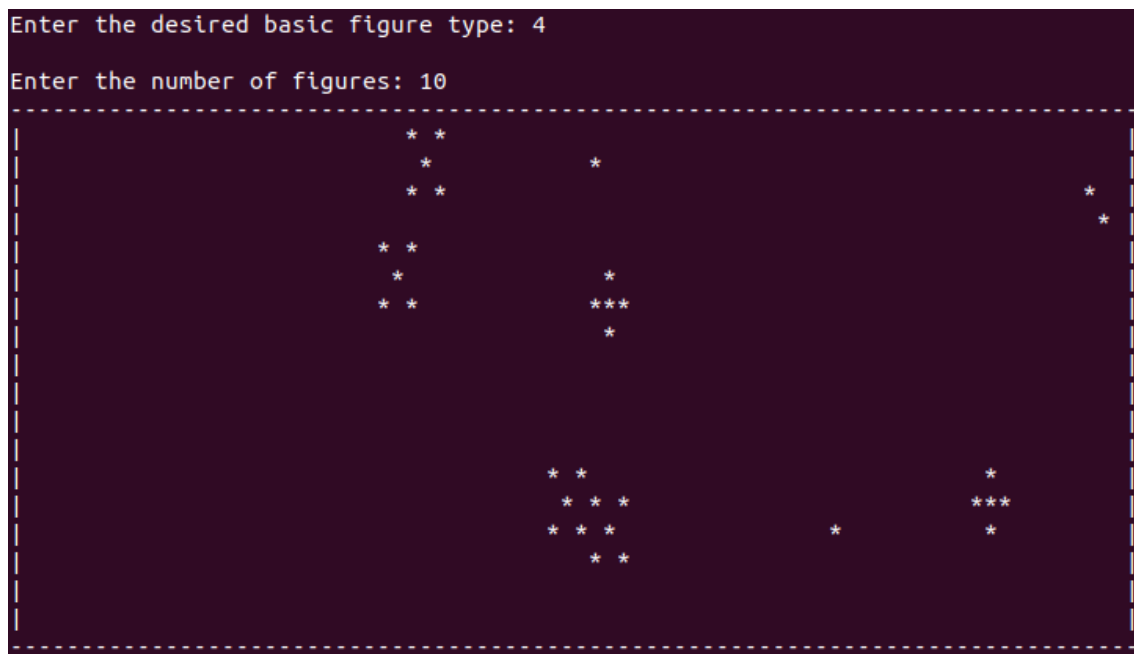 Enter the desired basic figure type: 4
Enter the number of figures: 10
--------------------------------------------------------------------------------
|                           * *                                                |
|                            *           *                                     |
|                           * *                                             *  |
|                                                                            * |
|                         * *                                                  |
|                          *              *                                    |
|                         * *            ***                                   |
|                                         *                                    |
|                                                                              |
|                                                                              |
|                                                                              |
|                                                                              |
|                                     * *                            *         |
|                                      * * *                        ***        |
|                                     * * *               *          *         |
|                                        * *                                   |
|                                                                              |
|                                                                              |
--------------------------------------------------------------------------------